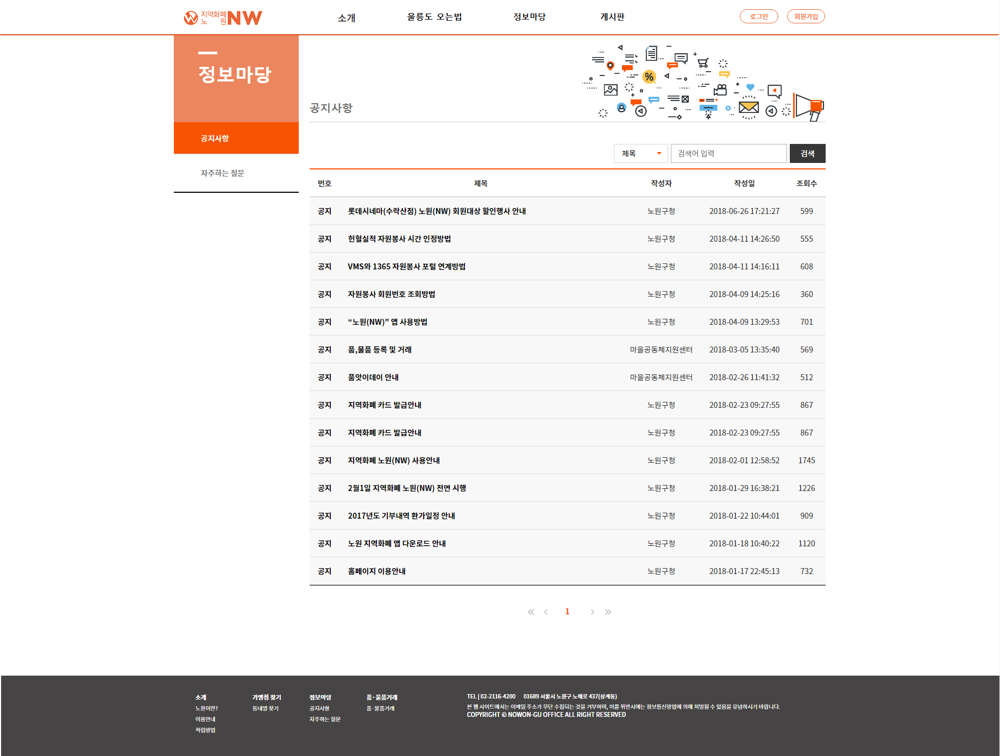 지역화폐
노 원 NW
소개
울릉도 오는법
정보마당
게시판
로그인
회원가입
정보마당
공지사항
자주하는 질문
공지사항
%
제목
검색어 입력
검색
번호 제목 작성자 작성일 조회수
공지 롯데시네마(수락산점) 노원(NW) 회원대상 할인행사 안내 노원구청 2018-06-26 17:21:27 599
공지 헌혈실적 자원봉사 시간 인정방법 노원구청 2018-04-11 14:26:50 555
공지 VMS와 1365 자원봉사 포털 연계방법 노원구청 2018-04-11 14:16:11 608
공지 자원봉사 회원번호 조회방법 노원구청 2018-04-09 14:25:16 360
공지 “노원(NW)" 앱 사용방법 노원구청 2018-04-09 13:29:53 701
공지 품,물품 등록 및 거래 마을공동체지원센터 2018-03-05 13:35:40 569
공지 품앗이데이 안내 마을공동체지원센터 2018-02-26 11:41:32 512
공지 지역화폐 카드 발급안내 노원구청 2018-02-23 09:27:55 867
공지 지역화폐 카드 발급안내 노원구청 2018-02-23 09:27:55 867
공지 지역화폐 노원(NW) 사용안내 노원구청 2018-02-01 12:58:52 1745
공지 2월1일 지역화폐 노원(NW) 전면 시행 노원구청 2018-01-29 16:38:21 1226
공지 2017년도 기부내역 환가일정 안내 노원구청 2018-01-22 10:44:01 909
공지 노원 지역화폐 앱 다운로드 안내 노원구청 2018-01-18 10:40:22 1120
공지 홈페이지 이용안내 노원구청 2018-01-17 22:45:13 732
1
소개
노원이란?
이용안내
적립방법
가맹점 찾기
동네별 찾기
정보마당
공지사항
자주하는 질문
품·물품거래
품·물품거래
TEL | 02-2116-4200 01689 서울시 노원구 노해로 437(상계동)
본 웹 사이트에서는 이메일 주소가 무단 수집되는 것을 거부하며, 이를 위반시에는 정보통신망법에 의해 처벌될 수 있음을 유념하시기 바랍니다.
COPYRIGHT © NOWON-GU OFFICE ALL RIGHT RESERVED